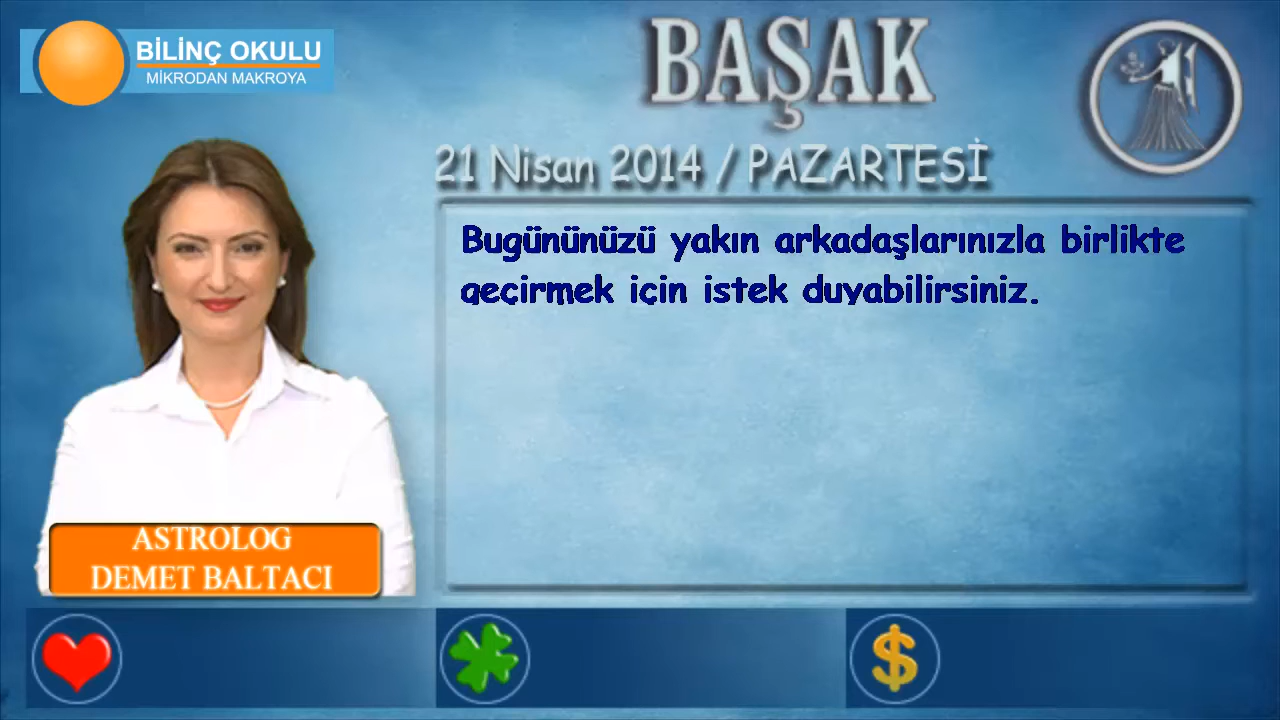 BİLİNÇ OKULU
MİKRODAN MAKROYA
BAŞAK
21 Nisan 2014 / PAZARTESİ
Bugününüzü yakın arkadaşlarınızla birlikte
geçirmek için istek duyabilirsiniz.
ASTROLOG
DEMET BALTACI